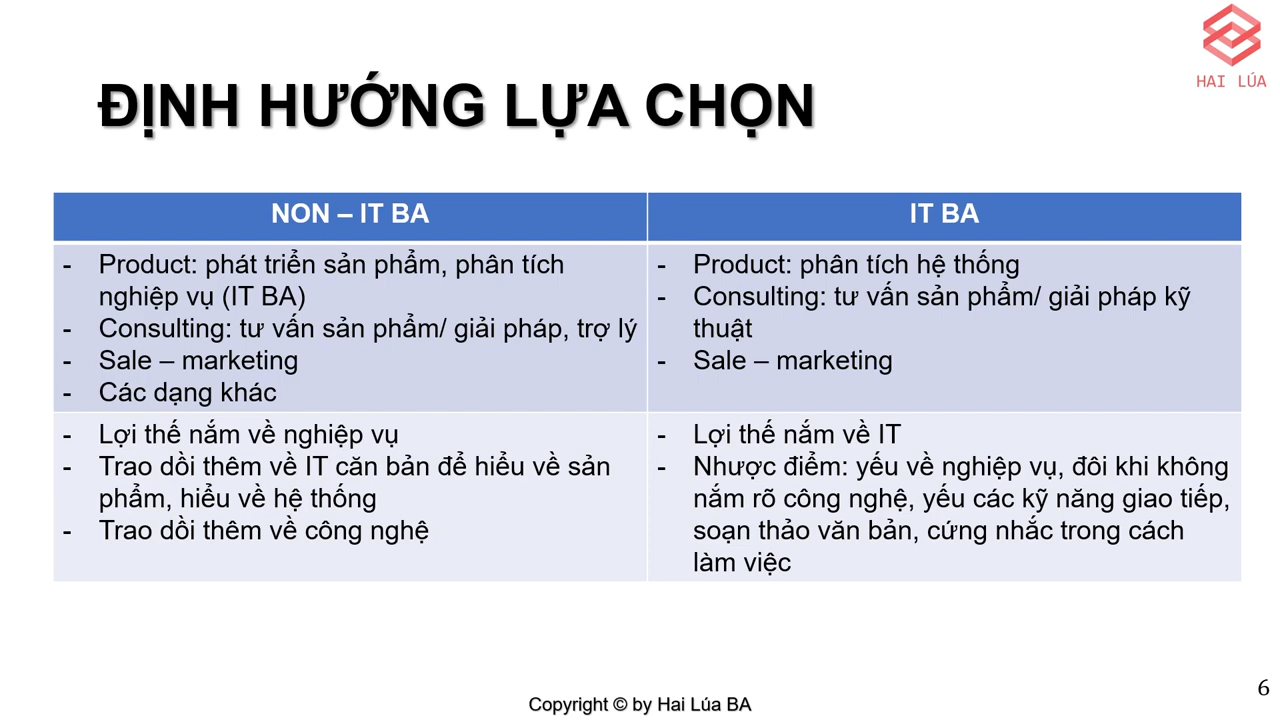 HAI LÚA
ĐỊNH HƯỚNG LỰA CHỌN
NON – IT BA
IT BA
- Product: phát triển sản phẩm, phân tích
nghiệp vụ (IT BA)
- Consulting: tư vấn sản phẩm/ giải pháp, trợ lý
- Sale – marketing
- Các dạng khác
- Product: phân tích hệ thống
- Consulting: tư vấn sản phẩm/ giải pháp kỹ
thuật
- Sale – marketing
- Lợi thế nắm về nghiệp vụ
- Trao dồi thêm về IT căn bản để hiểu về sản
phẩm, hiểu về hệ thống
- Trao dồi thêm về công nghệ
- Lợi thế nắm về IT
- Nhược điểm: yếu về nghiệp vụ, đôi khi không
nắm rõ công nghệ, yếu các kỹ năng giao tiếp,
soạn thảo văn bản, cứng nhắc trong cách
làm việc
Copyright © by Hai Lúa BA
6